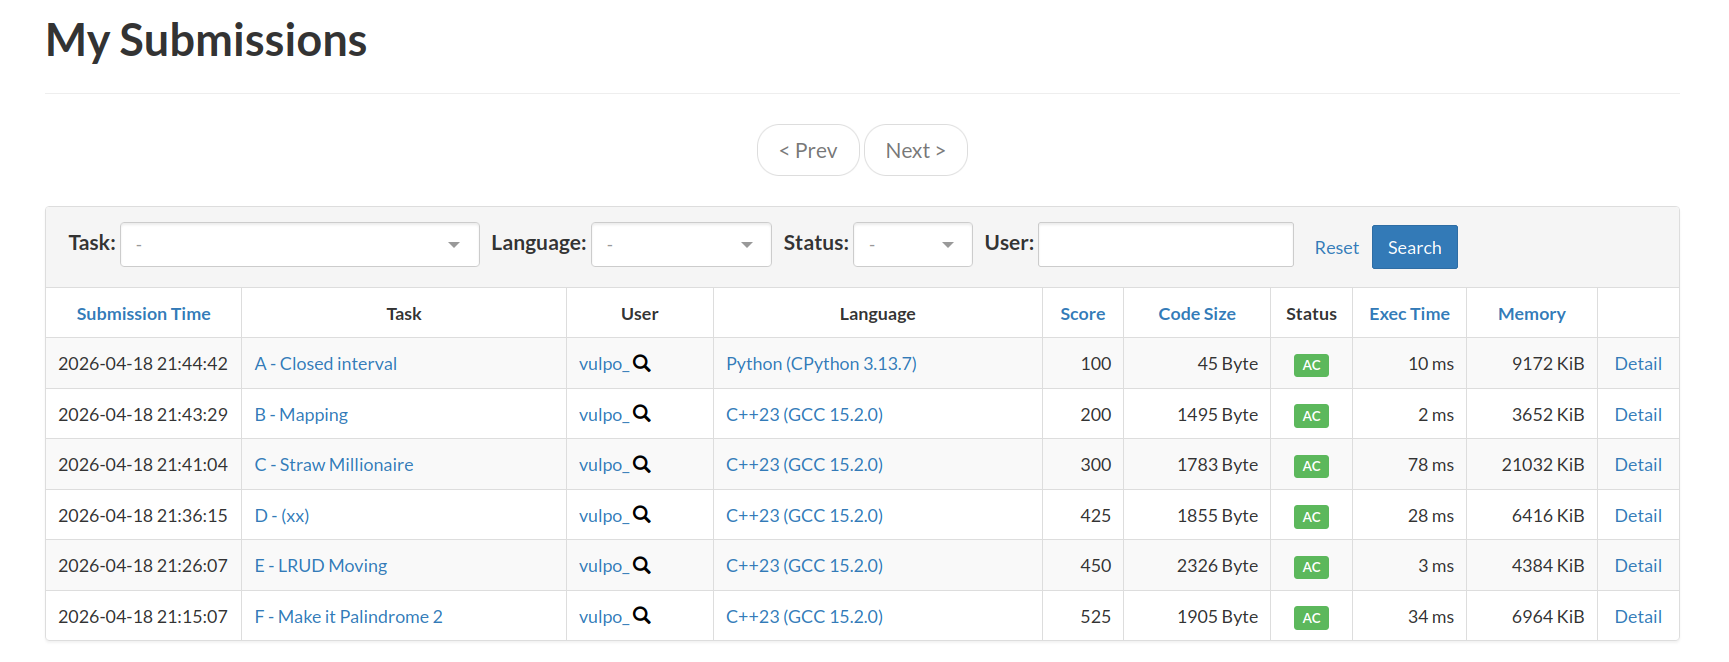 My Submissions
< Prev Next >
Task: - Language: - Status: - User: Reset Search
Submission Time Task User Language Score Code Size Status Exec Time Memory
2026-04-18 21:44:42 A - Closed interval vulpo_ Python (CPython 3.13.7) 100 45 Byte AC 10 ms 9172 KiB Detail
2026-04-18 21:43:29 B - Mapping vulpo_ C++23 (GCC 15.2.0) 200 1495 Byte AC 2 ms 3652 KiB Detail
2026-04-18 21:41:04 C - Straw Millionaire vulpo_ C++23 (GCC 15.2.0) 300 1783 Byte AC 78 ms 21032 KiB Detail
2026-04-18 21:36:15 D - (xx) vulpo_ C++23 (GCC 15.2.0) 425 1855 Byte AC 28 ms 6416 KiB Detail
2026-04-18 21:26:07 E - LRUD Moving vulpo_ C++23 (GCC 15.2.0) 450 2326 Byte AC 3 ms 4384 KiB Detail
2026-04-18 21:15:07 F - Make it Palindrome 2 vulpo_ C++23 (GCC 15.2.0) 525 1905 Byte AC 34 ms 6964 KiB Detail